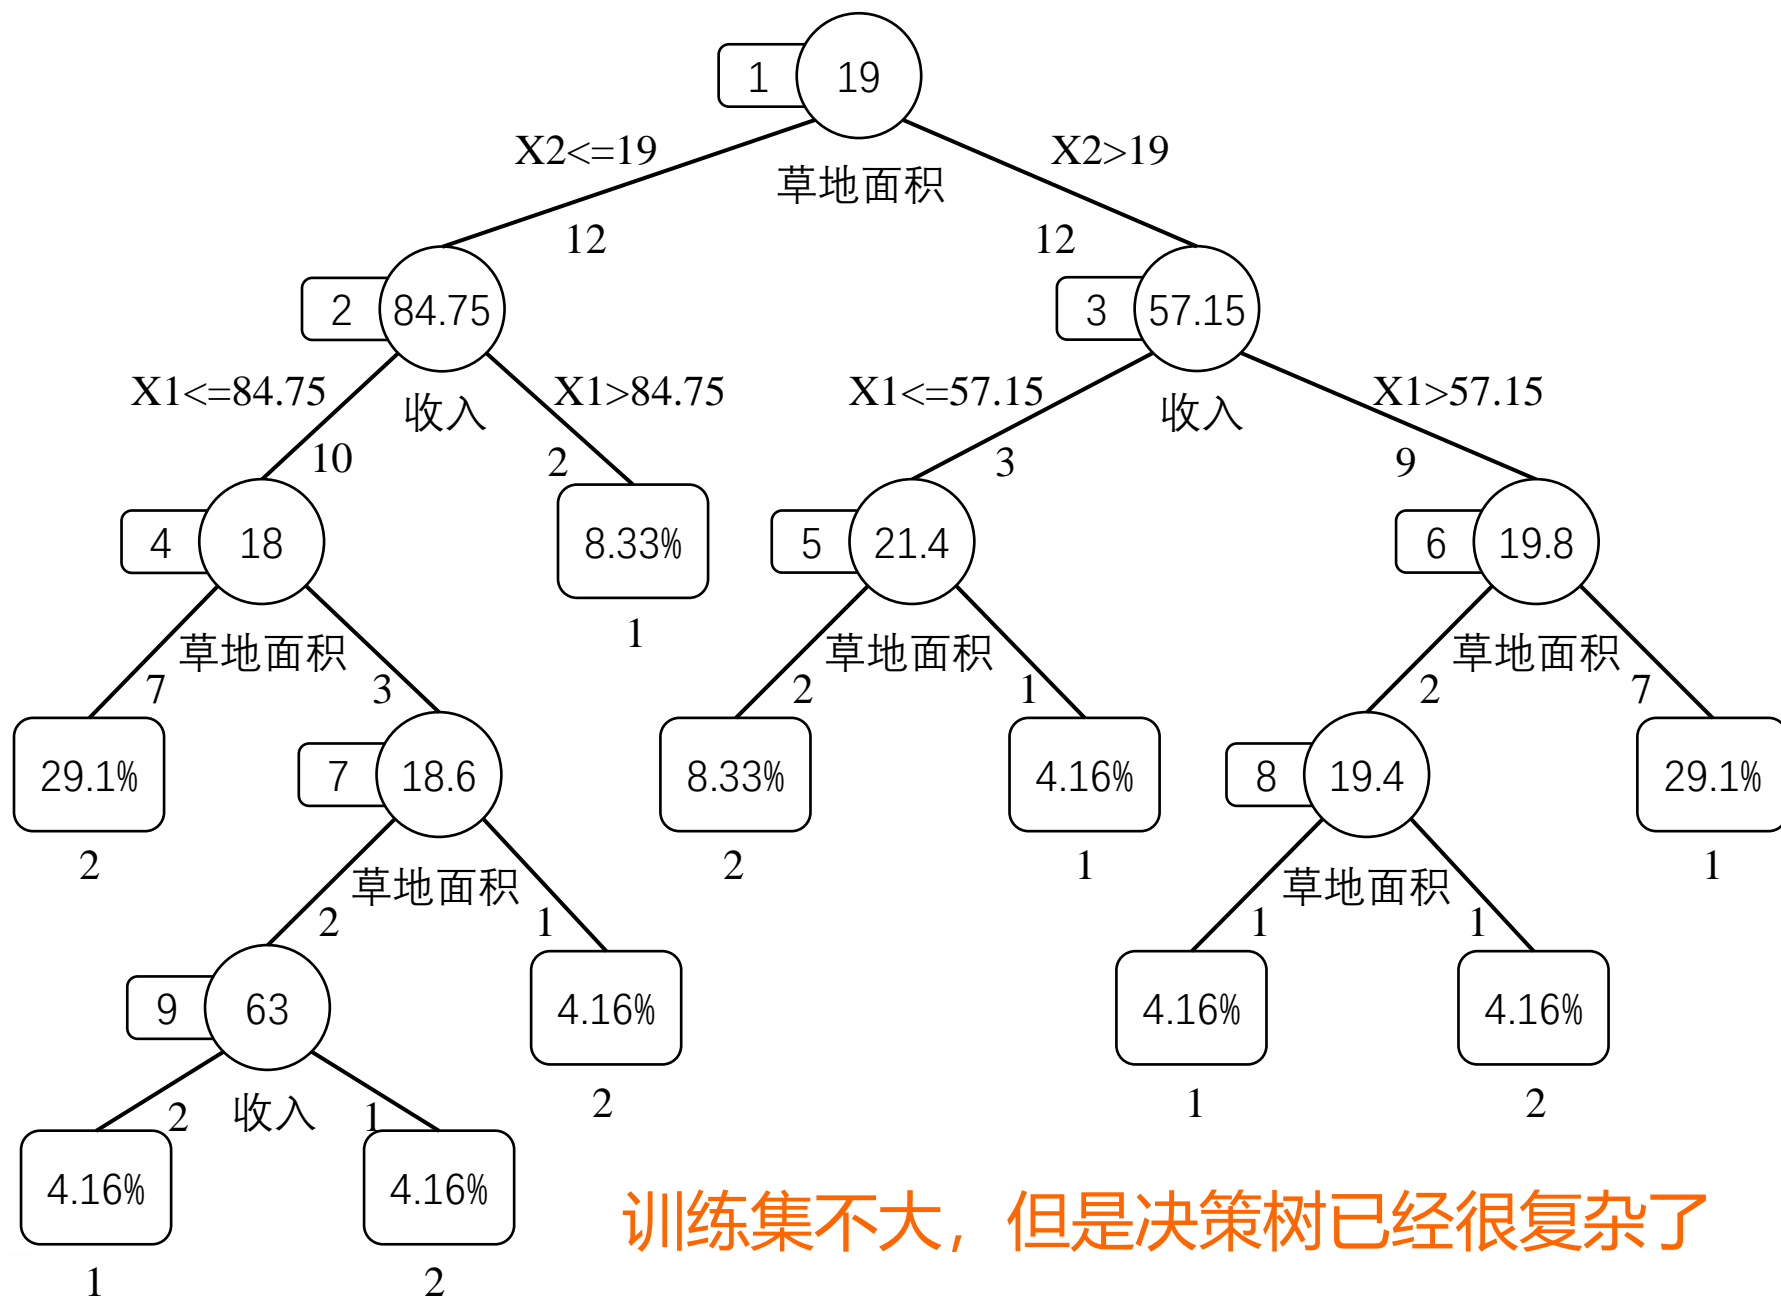 1 19
X2<=19 X2>19
草地面积
12 12
2 84.75 3 57.15
X1<=84.75 X1>84.75 X1<=57.15 X1>57.15
收入 收入
10 2 3 9
4 18 8.33% 5 21.4 6 19.8
1
草地面积 草地面积 草地面积
7 3 2 1 2 7
29.1% 7 18.6 8.33% 4.16% 8 19.4 29.1%
2 2 1 1
草地面积 草地面积
2 1 1 1
9 63 4.16% 4.16% 4.16%
2 1 2
2 收入 1
4.16% 4.16%
训练集不大，但是决策树已经很复杂了
1 2